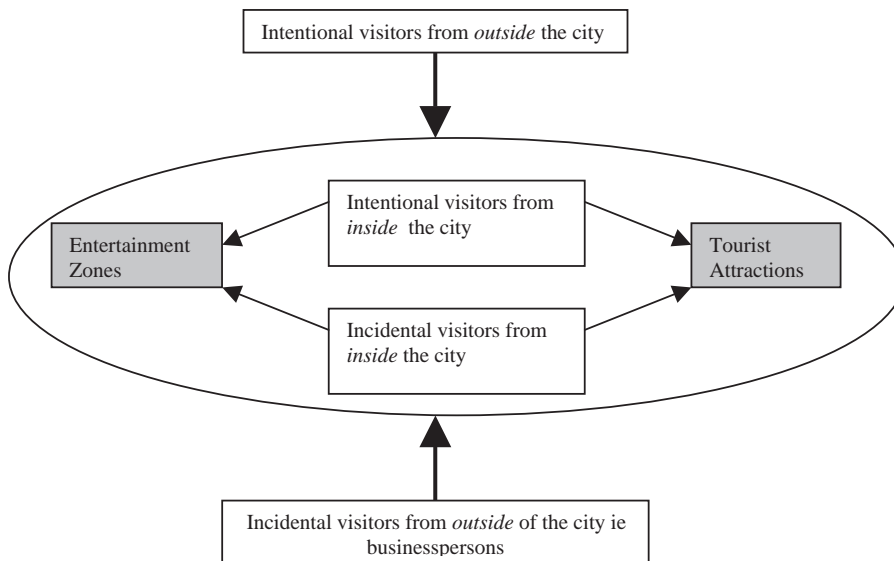 Intentional visitors from outside the city
Intentional visitors from
inside the city
Entertainment
Zones
Tourist
Attractions
Incidental visitors from
inside the city
Incidental visitors from outside of the city ie
businesspersons